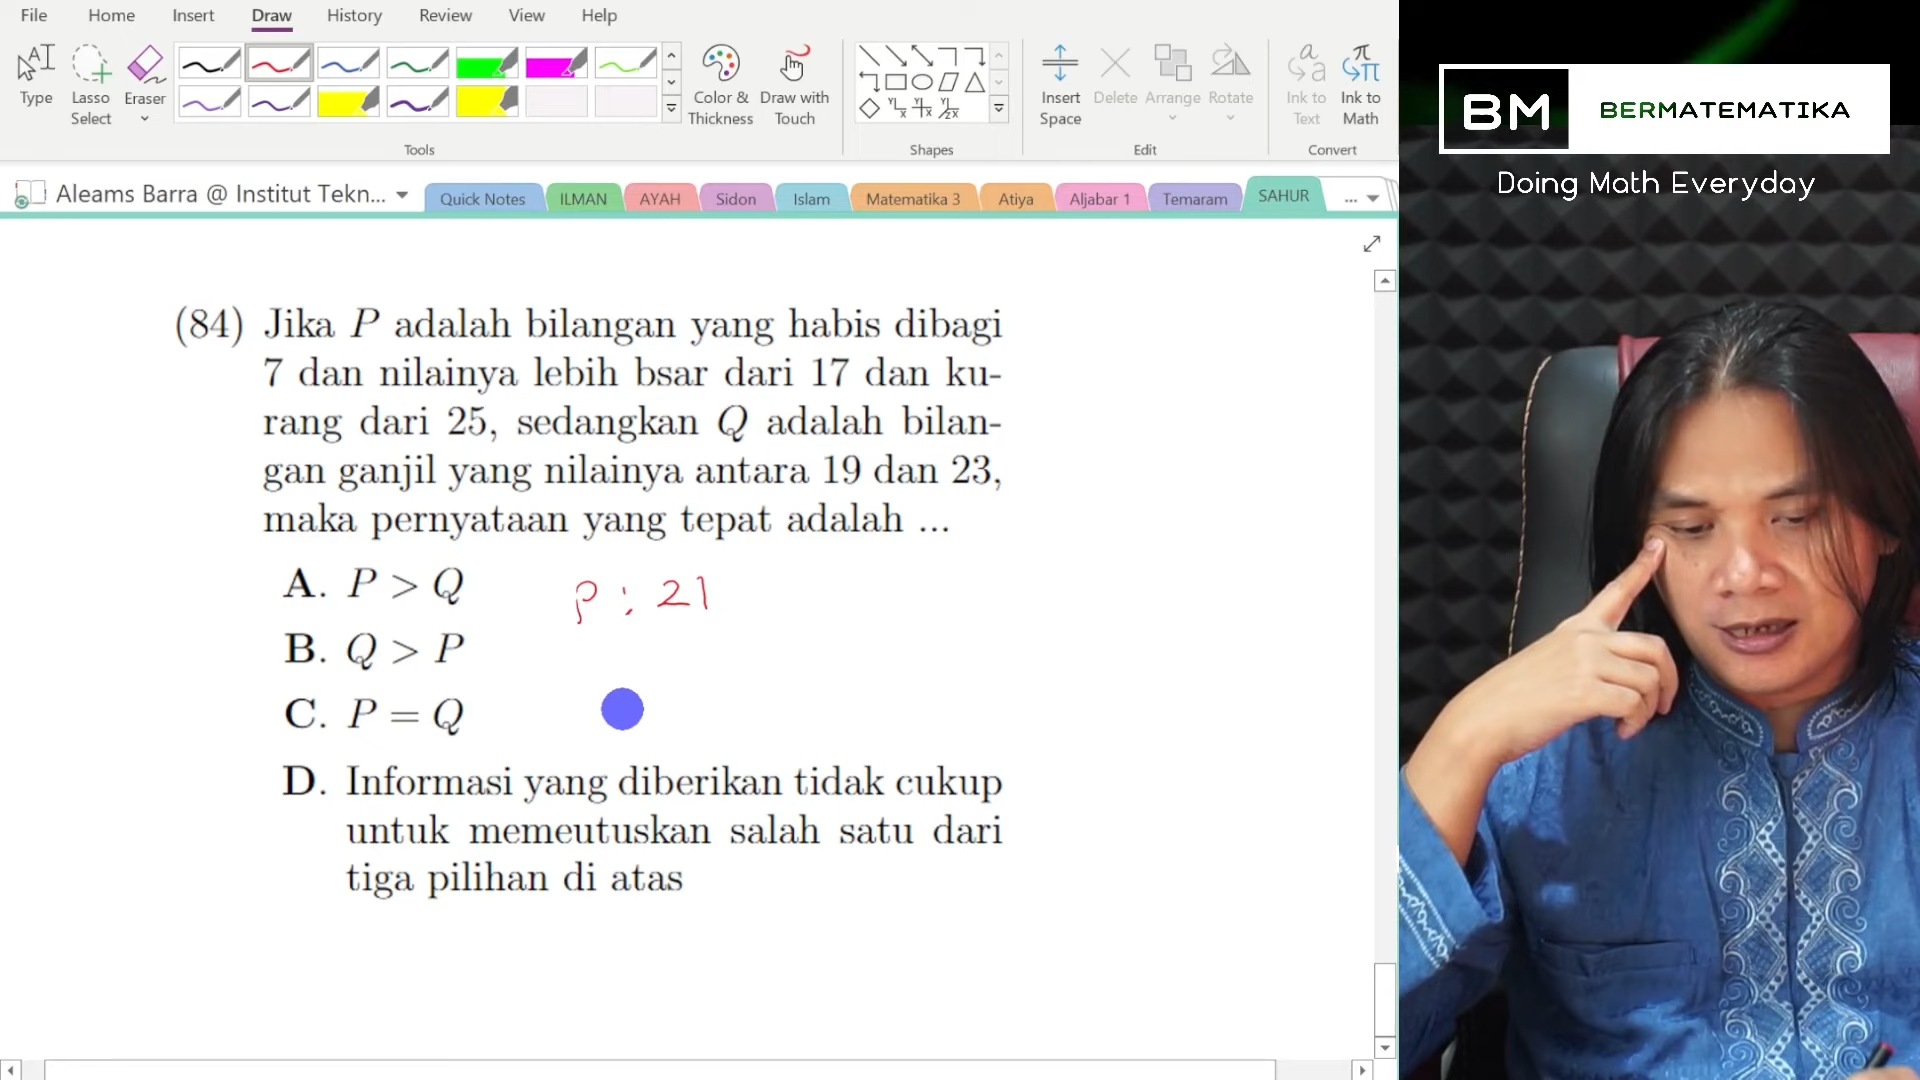 File Home Insert Draw History Review View Help
Type
Lasso Select
Eraser
Color & Thickness
Draw with Touch
Insert Space
Delete
Arrange
Rotate
Ink to Text
Ink to Math
Tools
Shapes
Edit
Convert
Aleams Barra @ Institut Tekn...
Quick Notes ILMAN AYAH Sidon Islam Matematika 3 Atiya Aljabar 1 Temaram SAHUR ...
BM BERMATEMATIKA
Doing Math Everyday
(84) Jika P adalah bilangan yang habis dibagi
7 dan nilainya lebih bsar dari 17 dan ku-
rang dari 25, sedangkan Q adalah bilan-
gan ganjil yang nilainya antara 19 dan 23,
maka pernyataan yang tepat adalah ...
A. P > Q
P : 21
B. Q > P
C. P = Q
D. Informasi yang diberikan tidak cukup
untuk memeutuskan salah satu dari
tiga pilihan di atas